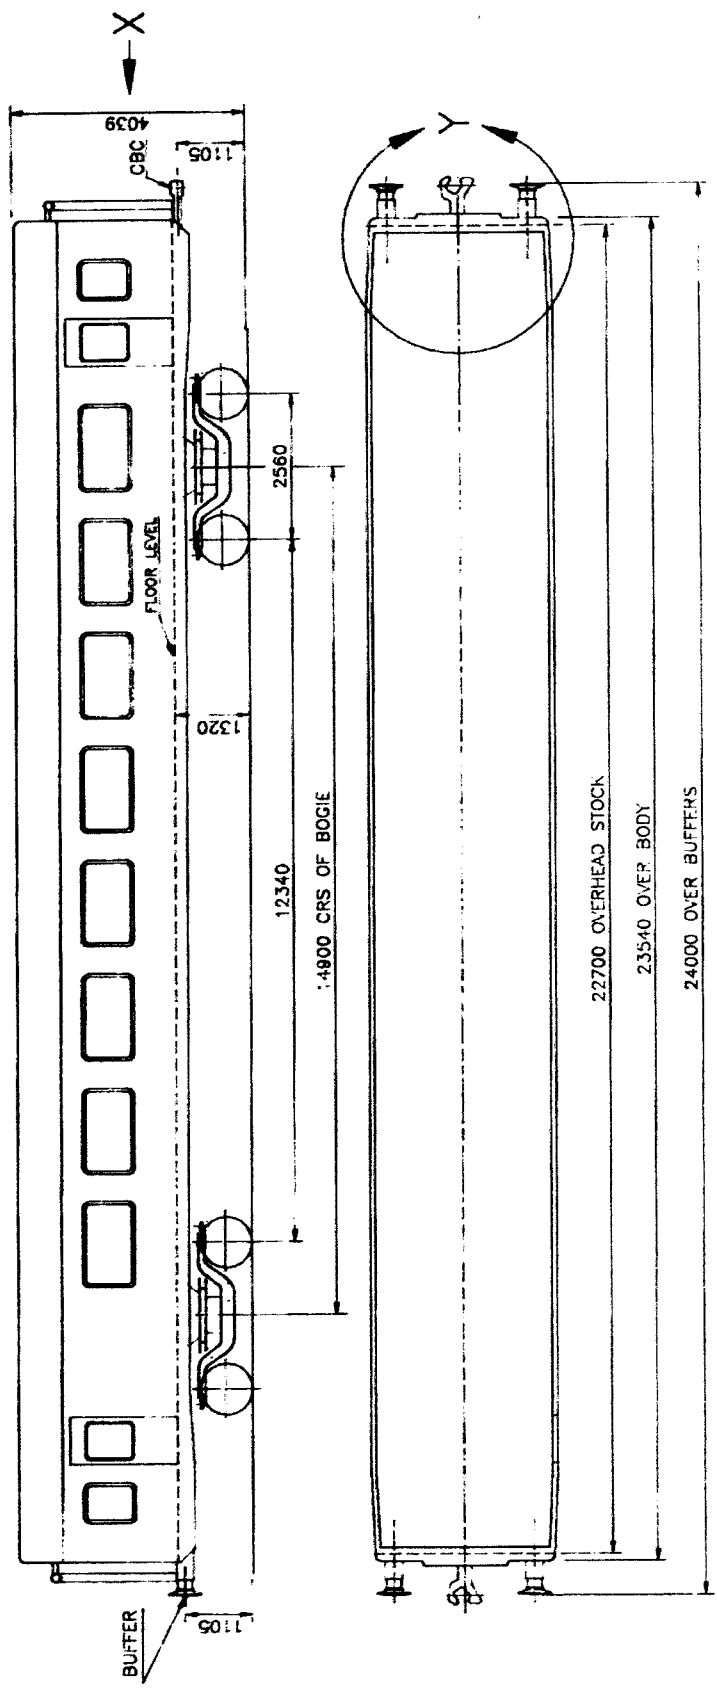 X
4039
1105
CBC
Y
2560
FLOOR LEVEL
1320
12340
14900 CRS OF BOGIE
22700 OVERHEAD STOCK
23540 OVER BODY
24000 OVER BUFFERS
1105
BUFFER